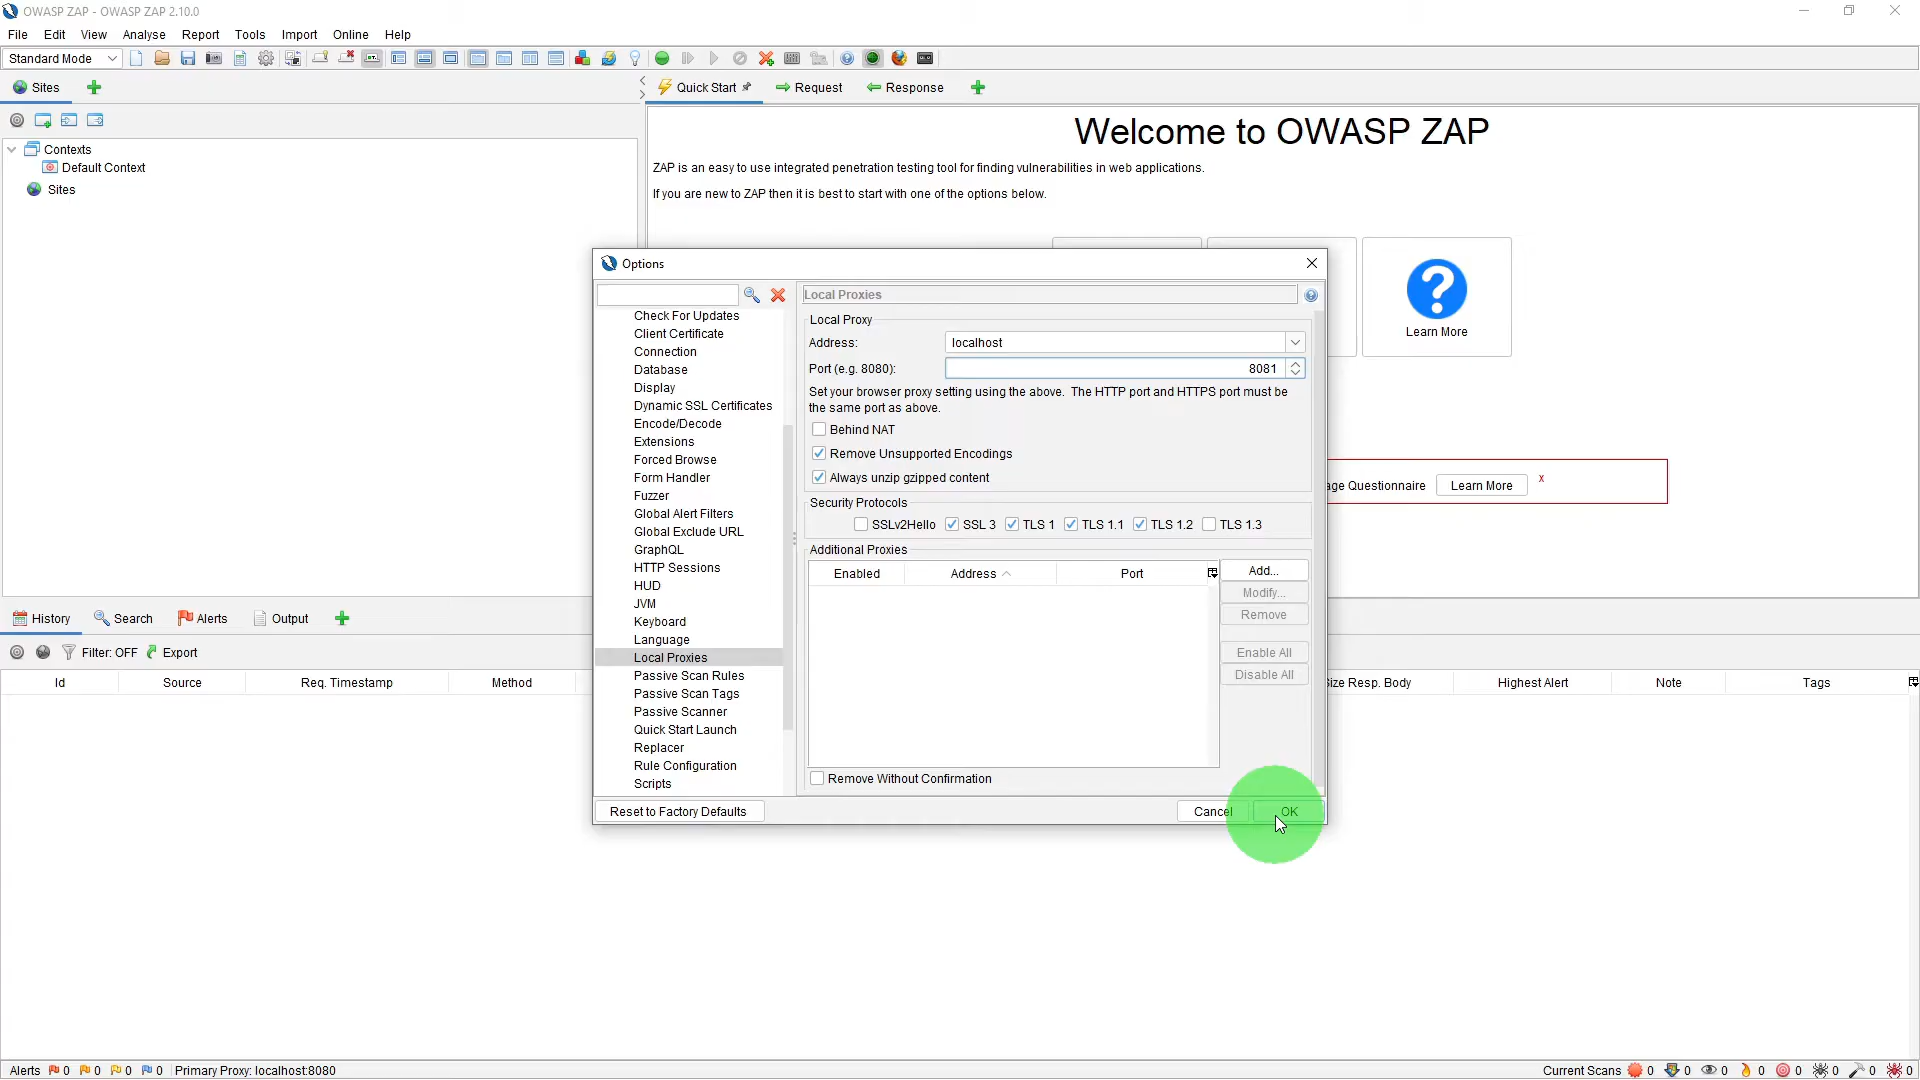 OWASP ZAP - OWASP ZAP 2.10.0
File Edit View Analyse Report Tools Import Online Help
Standard Mode
Sites
Quick Start Request Response
Contexts
Default Context
Sites
Welcome to OWASP ZAP
ZAP is an easy to use integrated penetration testing tool for finding vulnerabilities in web applications.
If you are new to ZAP then it is best to start with one of the options below.
Learn More
Questionnaire Learn More x
Options
Check For Updates
Client Certificate
Connection
Database
Display
Dynamic SSL Certificates
Encode/Decode
Extensions
Forced Browse
Form Handler
Fuzzer
Global Alert Filters
Global Exclude URL
GraphQL
HTTP Sessions
HUD
JVM
Keyboard
Language
Local Proxies
Passive Scan Rules
Passive Scan Tags
Passive Scanner
Quick Start Launch
Replacer
Rule Configuration
Scripts
Local Proxies
Local Proxy
Address: localhost
Port (e.g. 8080): 8081
Set your browser proxy setting using the above. The HTTP port and HTTPS port must be
the same port as above.
Behind NAT
Remove Unsupported Encodings
Always unzip gzipped content
Security Protocols
SSLv2Hello SSL 3 TLS 1 TLS 1.1 TLS 1.2 TLS 1.3
Additional Proxies
Enabled Address Port
Add...
Modify...
Remove
Enable All
Disable All
Remove Without Confirmation
Reset to Factory Defaults Cancel OK
History Search Alerts Output
Filter: OFF Export
Id Source Req. Timestamp Method Size Resp. Body Highest Alert Note Tags
Alerts 0 0 0 0 Primary Proxy: localhost:8080 Current Scans 0 0 0 0 0 0 0 0